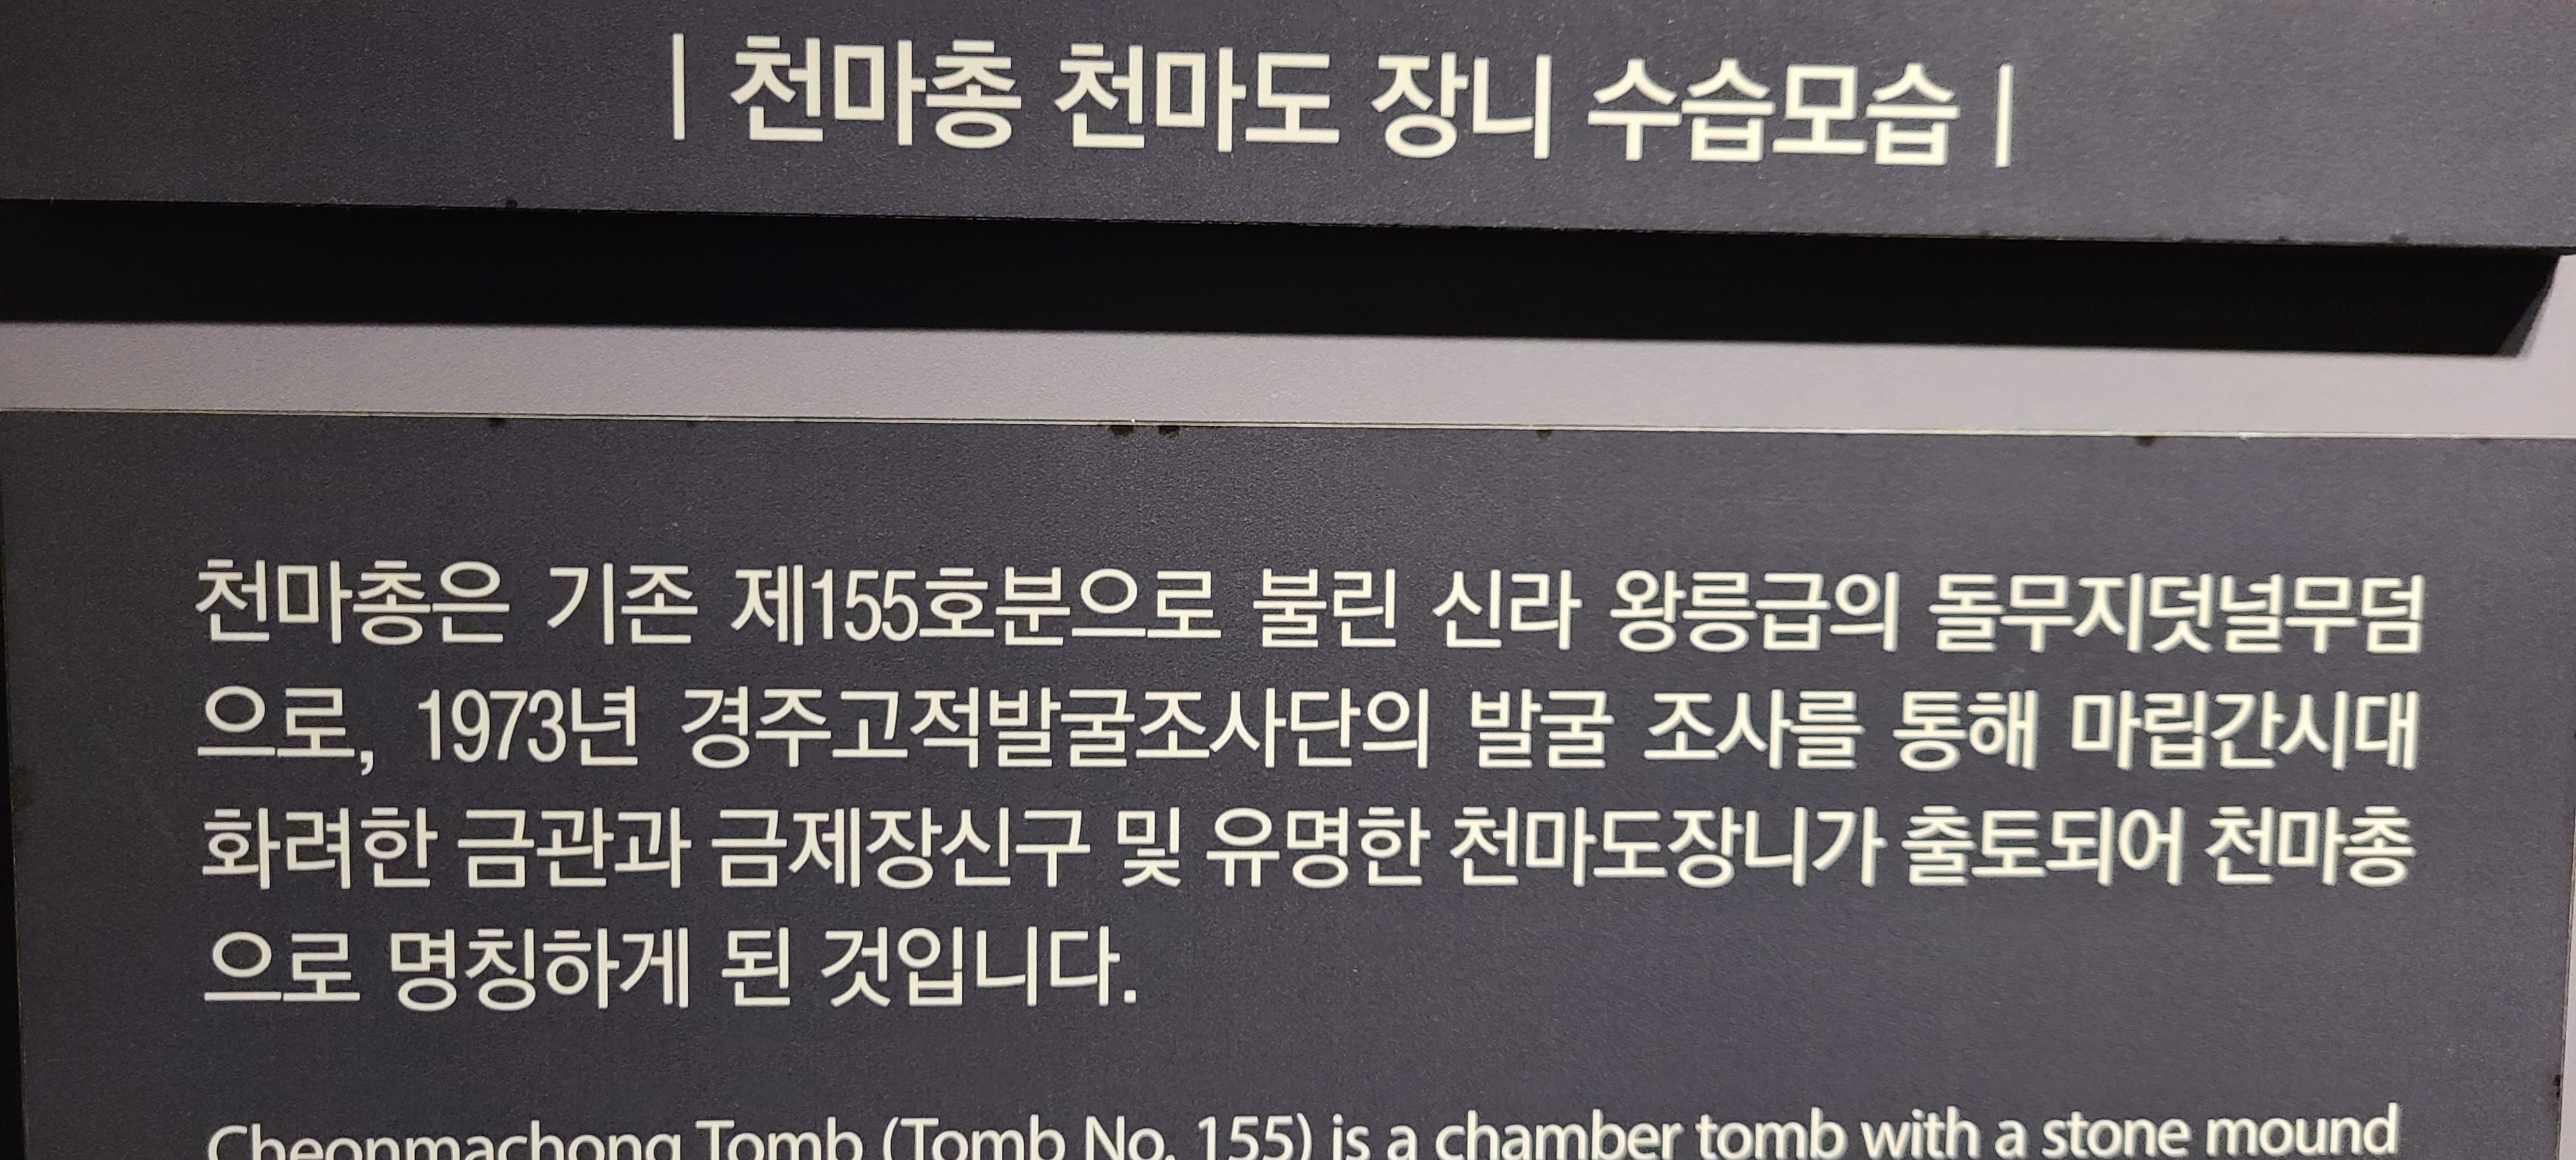 | 천마총 천마도 장니 수습모습 |
천마총은 기존 제155호분으로 불린 신라 왕릉급의 돌무지덧널무덤
으로, 1973년 경주고적발굴조사단의 발굴 조사를 통해 마립간시대
화려한 금관과 금제장신구 및 유명한 천마도장니가 출토되어 천마총
으로 명칭하게 된 것입니다.
Cheonmachong Tomb (Tomb No. 155) is a chamber tomb with a stone mound